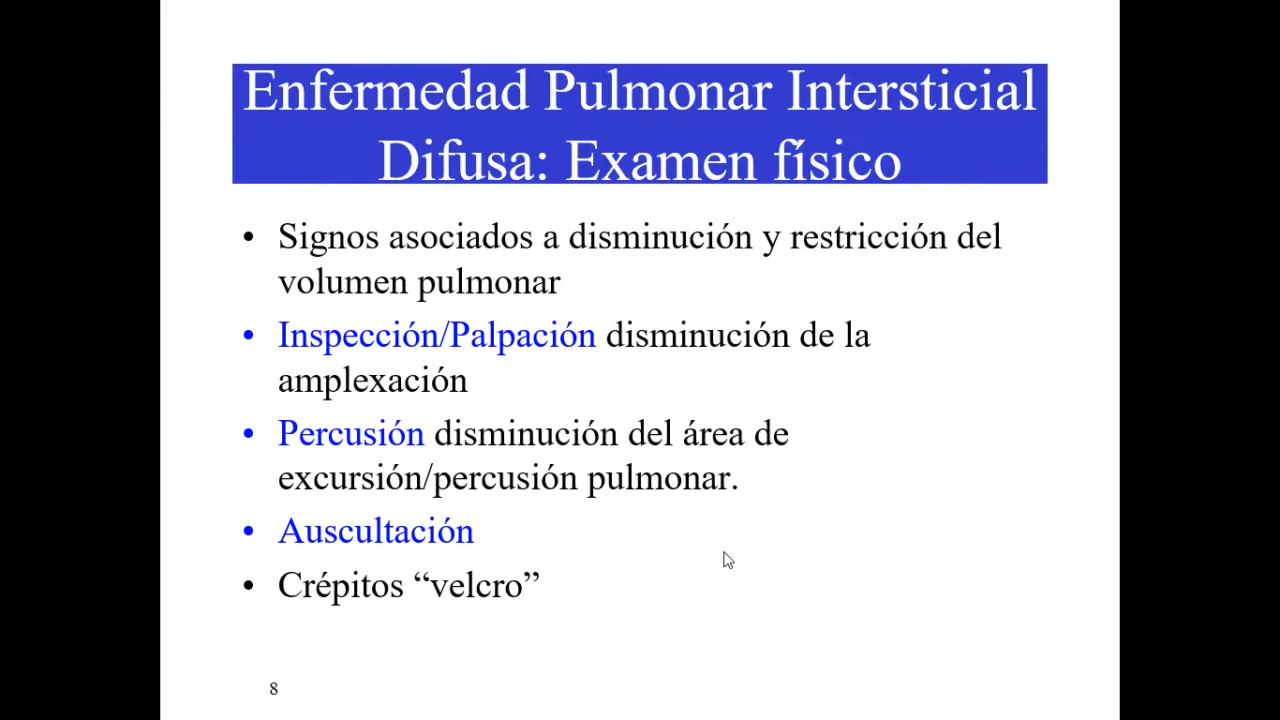 Enfermedad Pulmonar Intersticial
Difusa: Examen físico
• Signos asociados a disminución y restricción del
volumen pulmonar
• Inspección/Palpación disminución de la
amplexación
• Percusión disminución del área de
excursión/percusión pulmonar.
• Auscultación
• Crépitos “velcro”
8